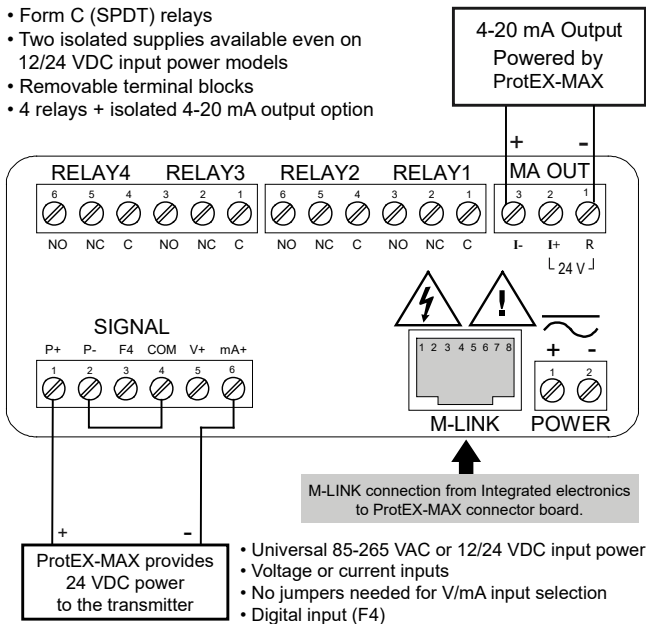 • Form C (SPDT) relays
• Two isolated supplies available even on
12/24 VDC input power models
• Removable terminal blocks
• 4 relays + isolated 4-20 mA output option
4-20 mA Output
Powered by
ProtEX-MAX
+ -
RELAY4 RELAY3 RELAY2 RELAY1 MA OUT
6 5 4 3 2 1 6 5 4 3 2 1 3 2 1
NO NC C NO NC C NO NC C NO NC C I- I+ R
24 V
SIGNAL
P+ P- F4 COM V+ mA+
1 2 3 4 5 6
1 2 3 4 5 6 7 8
+ -
1 2
M-LINK POWER
M-LINK connection from Integrated electronics
to ProtEX-MAX connector board.
+ -
ProtEX-MAX provides
24 VDC power
to the transmitter
• Universal 85-265 VAC or 12/24 VDC input power
• Voltage or current inputs
• No jumpers needed for V/mA input selection
• Digital input (F4)